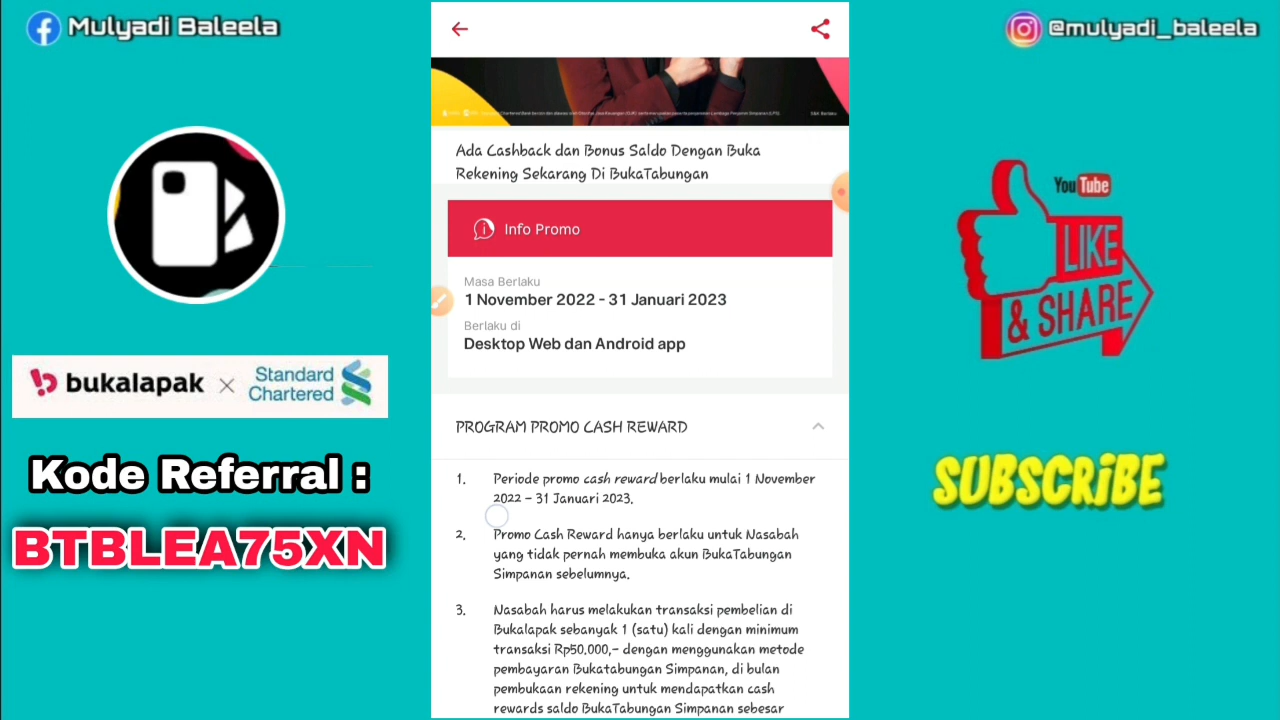 Mulyadi Baleela
@mulyadi_baleela
Ada Cashback dan Bonus Saldo Dengan Buka
Rekening Sekarang Di BukaTabungan
Info Promo
Masa Berlaku
1 November 2022 - 31 Januari 2023
Berlaku di
Desktop Web dan Android app
PROGRAM PROMO CASH REWARD
1. Periode promo cash reward berlaku mulai 1 November
2022 – 31 Januari 2023.
2. Promo Cash Reward hanya berlaku untuk Nasabah
yang tidak pernah membuka akun BukaTabungan
Simpanan sebelumnya.
3. Nasabah harus melakukan transaksi pembelian di
Bukalapak sebanyak 1 (satu) kali dengan minimum
transaksi Rp50.000,- dengan menggunakan metode
pembayaran Bukatabungan Simpanan, di bulan
pembukaan rekening untuk mendapatkan cash
rewards saldo BukaTabungan Simpanan sebesar
bukalapak × Standard
Chartered
Kode Referral :
BTBLEA75XN
YouTube
LIKE
& SHARE
SUBSCRIBE